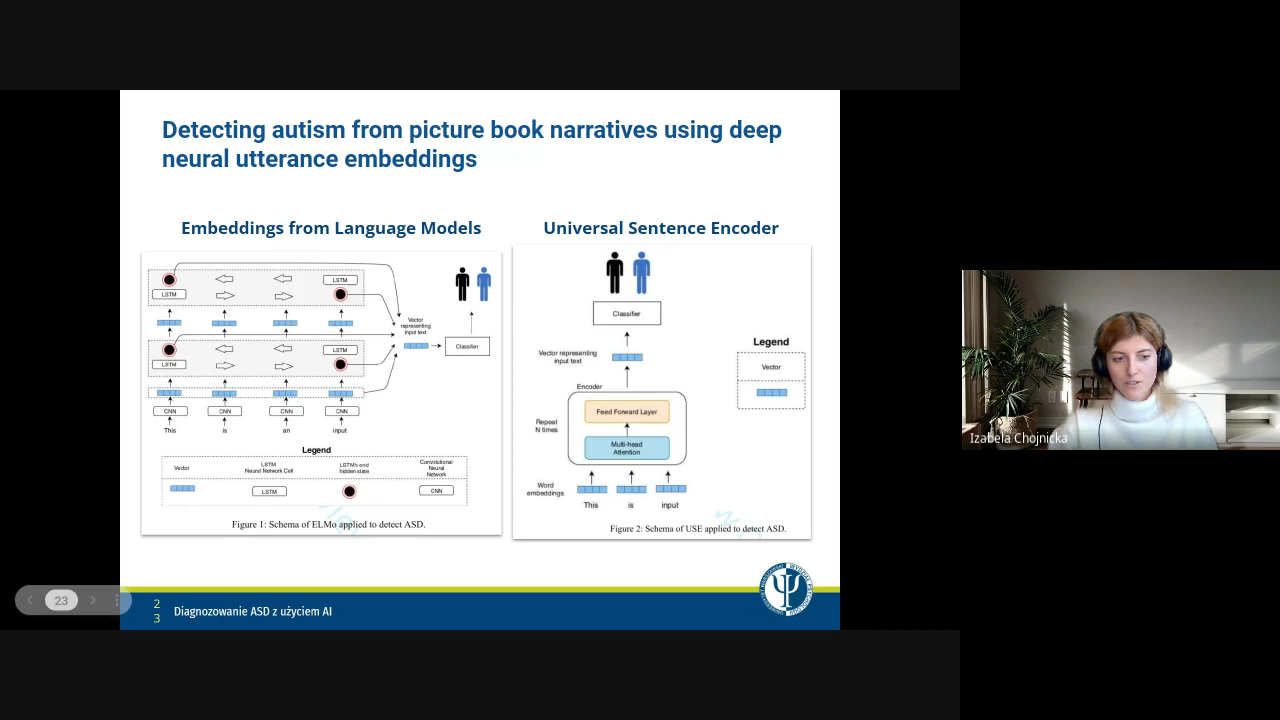 Detecting autism from picture book narratives using deep
neural utterance embeddings
Embeddings from Language Models
LSTM
LSTM
Vector
representing
input text
Classifier
LSTM
LSTM
CNN
CNN
CNN
CNN
This
is
an
input
Legend
Vector
LSTM
Neural Network Cell
LSTM's end
hidden state
Convolutional
Neural
Network
LSTM
CNN
Figure 1: Schema of ELMo applied to detect ASD.
Universal Sentence Encoder
Classifier
Vector representing
input text
Encoder
Feed Forward Layer
Repeat
N times
Multi-head
Attention
Word
embeddings
This
is
input
Legend
Vector
Figure 2: Schema of USE applied to detect ASD.
23
2
3
Diagnozowanie ASD z użyciem AI
Izabela Chojnicka